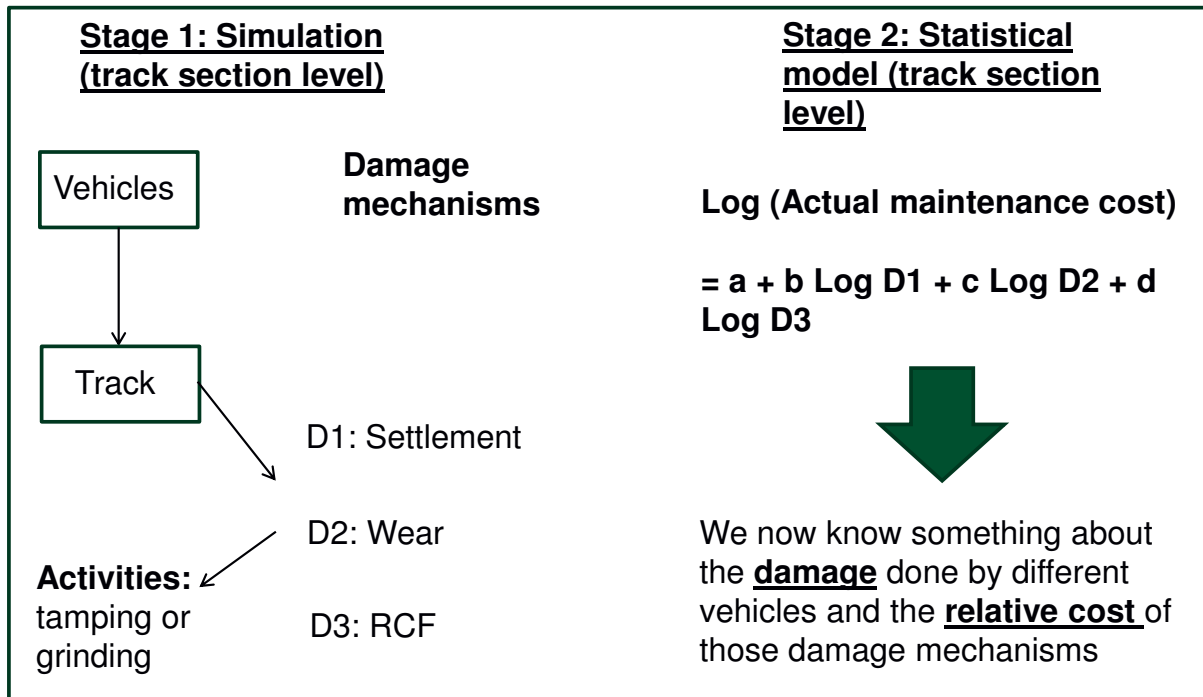 Stage 1: Simulation
(track section level)
Vehicles
Damage
mechanisms
Track
D1: Settlement
D2: Wear
D3: RCF
Activities:
tamping or
grinding
Stage 2: Statistical
model (track section
level)
Log (Actual maintenance cost)
= a + b Log D1 + c Log D2 + d
Log D3
We now know something about
the damage done by different
vehicles and the relative cost of
those damage mechanisms